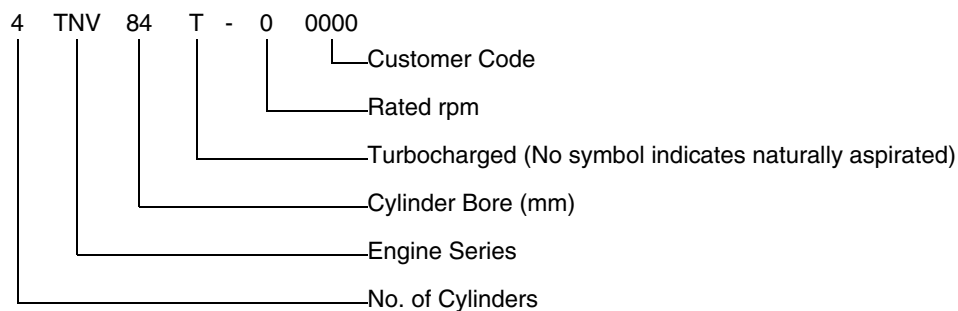 4 TNV 84 T - 0 0000
Customer Code
Rated rpm
Turbocharged (No symbol indicates naturally aspirated)
Cylinder Bore (mm)
Engine Series
No. of Cylinders